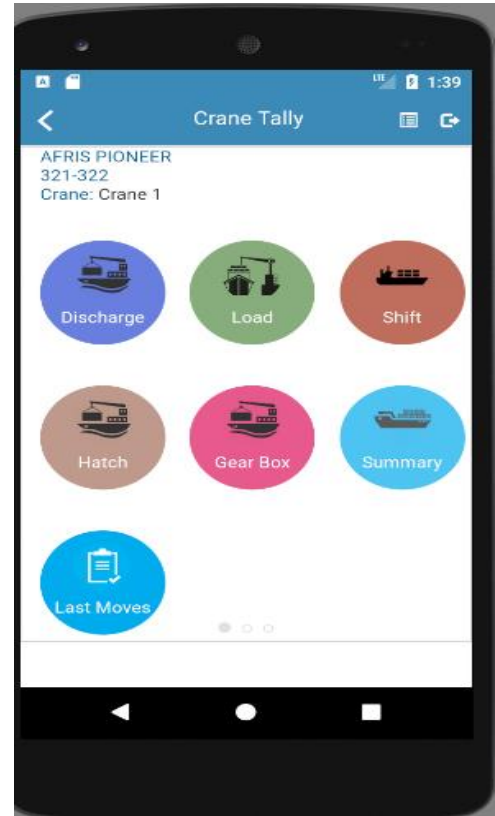 A LTE 1:39
Crane Tally
AFRIS PIONEER
321-322
Crane: Crane 1
Discharge Load Shift
Hatch Gear Box Summary
Last Moves